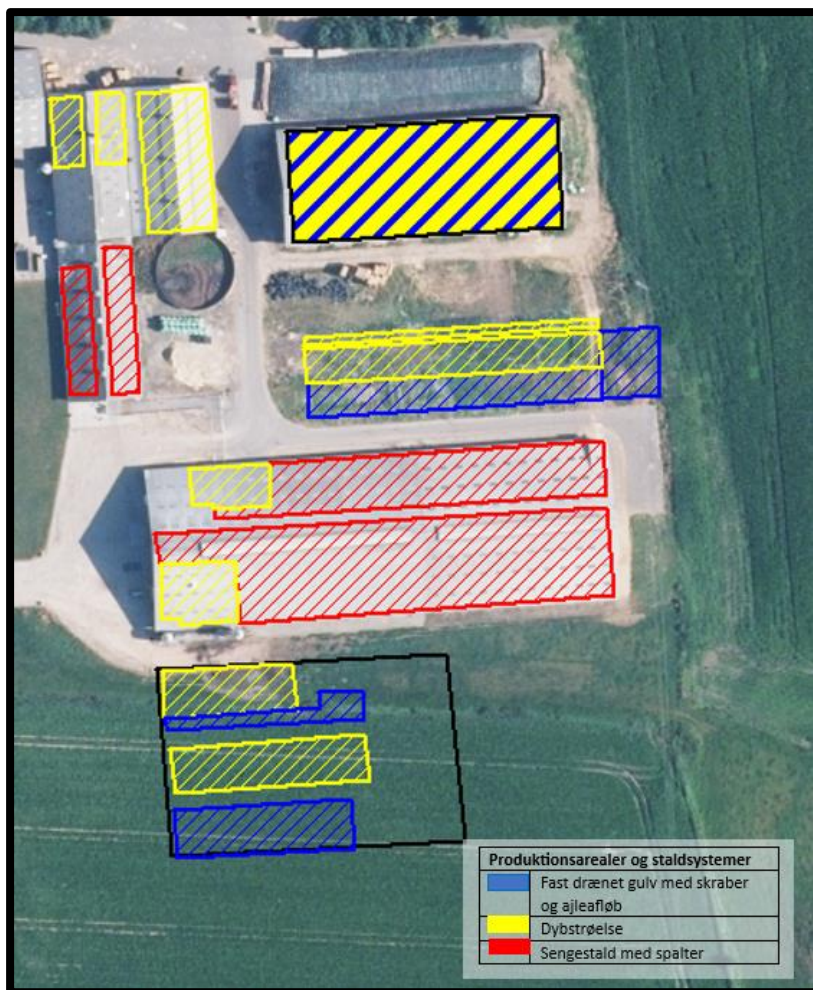 Produktionsarealer og staldsystemer
Fast drænet gulv med skraber
og ajleafløb
Dybstrøelse
Sengestald med spalter